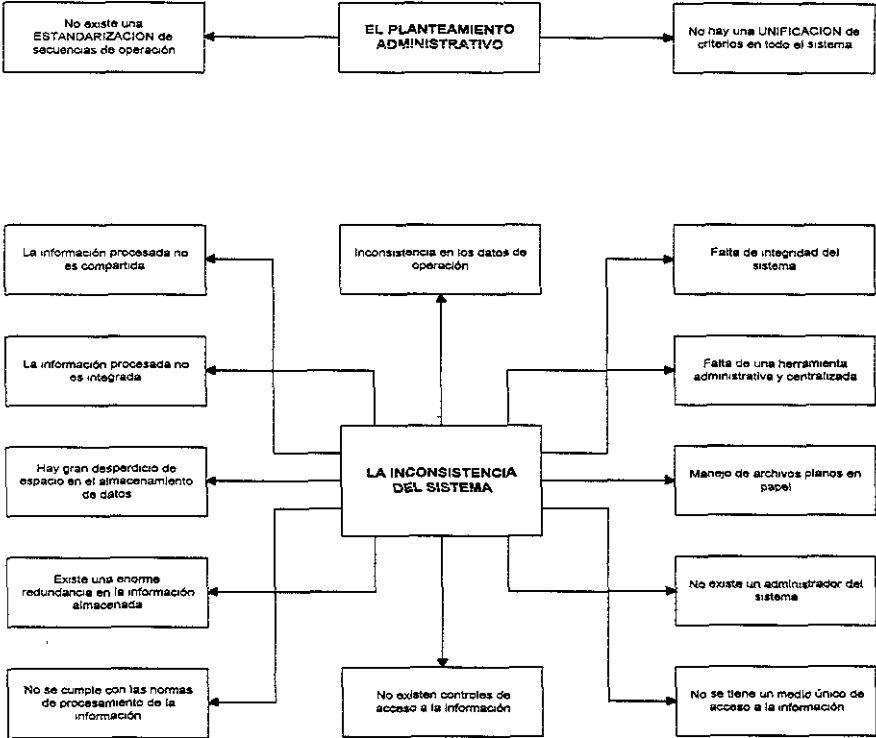 No existe una
ESTANDARIZACION de
secuencias de operación
EL PLANTEAMIENTO
ADMINISTRATIVO
No hay una UNIFICACION de
criterios en todo el sistema
La información procesada no
es compartida
Inconsistencia en los datos de
operación
Falta de integridad del
sistema
La información procesada no
es integrada
Falta de una herramienta
administrativa y centralizada
Hay gran desperdicio de
espacio en el almacenamiento
de datos
LA INCONSISTENCIA
DEL SISTEMA
Manejo de archivos planos en
papel
Existe una enorme
redundancia en la información
almacenada
No existe un administrador del
sistema
No se cumple con las normas
de procesamiento de la
información
No existen controles de
acceso a la información
No se tiene un medio único de
acceso a la información